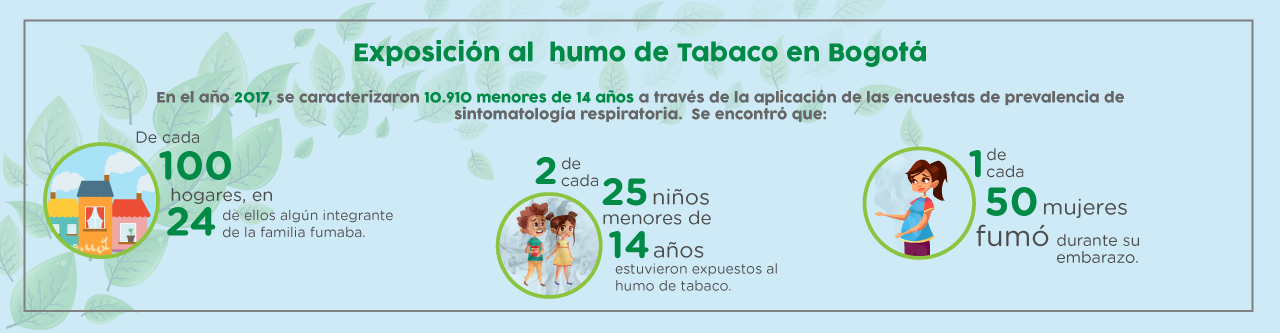 Exposición al humo de Tabaco en Bogotá
En el año 2017, se caracterizaron 10.910 menores de 14 años a través de la aplicación de las encuestas de prevalencia de
sintomatología respiratoria. Se encontró que:
De cada
100
hogares, en
24 de ellos algún integrante
de la familia fumaba.
2 de
cada 25 niños
menores de
14 años
estuvieron expuestos al
humo de tabaco.
1 de
cada
50 mujeres
fumó durante su
embarazo.